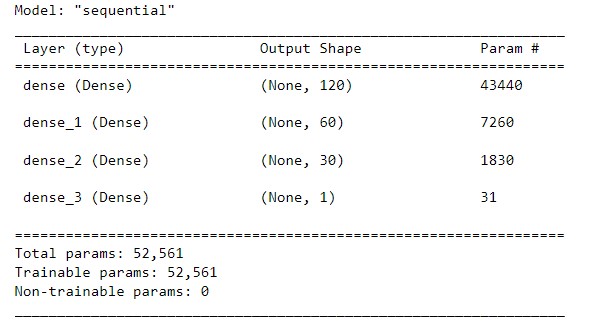 Model: "sequential"
_________________________________________________________________
Layer (type) Output Shape Param #
=================================================================
dense (Dense) (None, 120) 43440
dense_1 (Dense) (None, 60) 7260
dense_2 (Dense) (None, 30) 1830
dense_3 (Dense) (None, 1) 31
=================================================================
Total params: 52,561
Trainable params: 52,561
Non-trainable params: 0
_________________________________________________________________